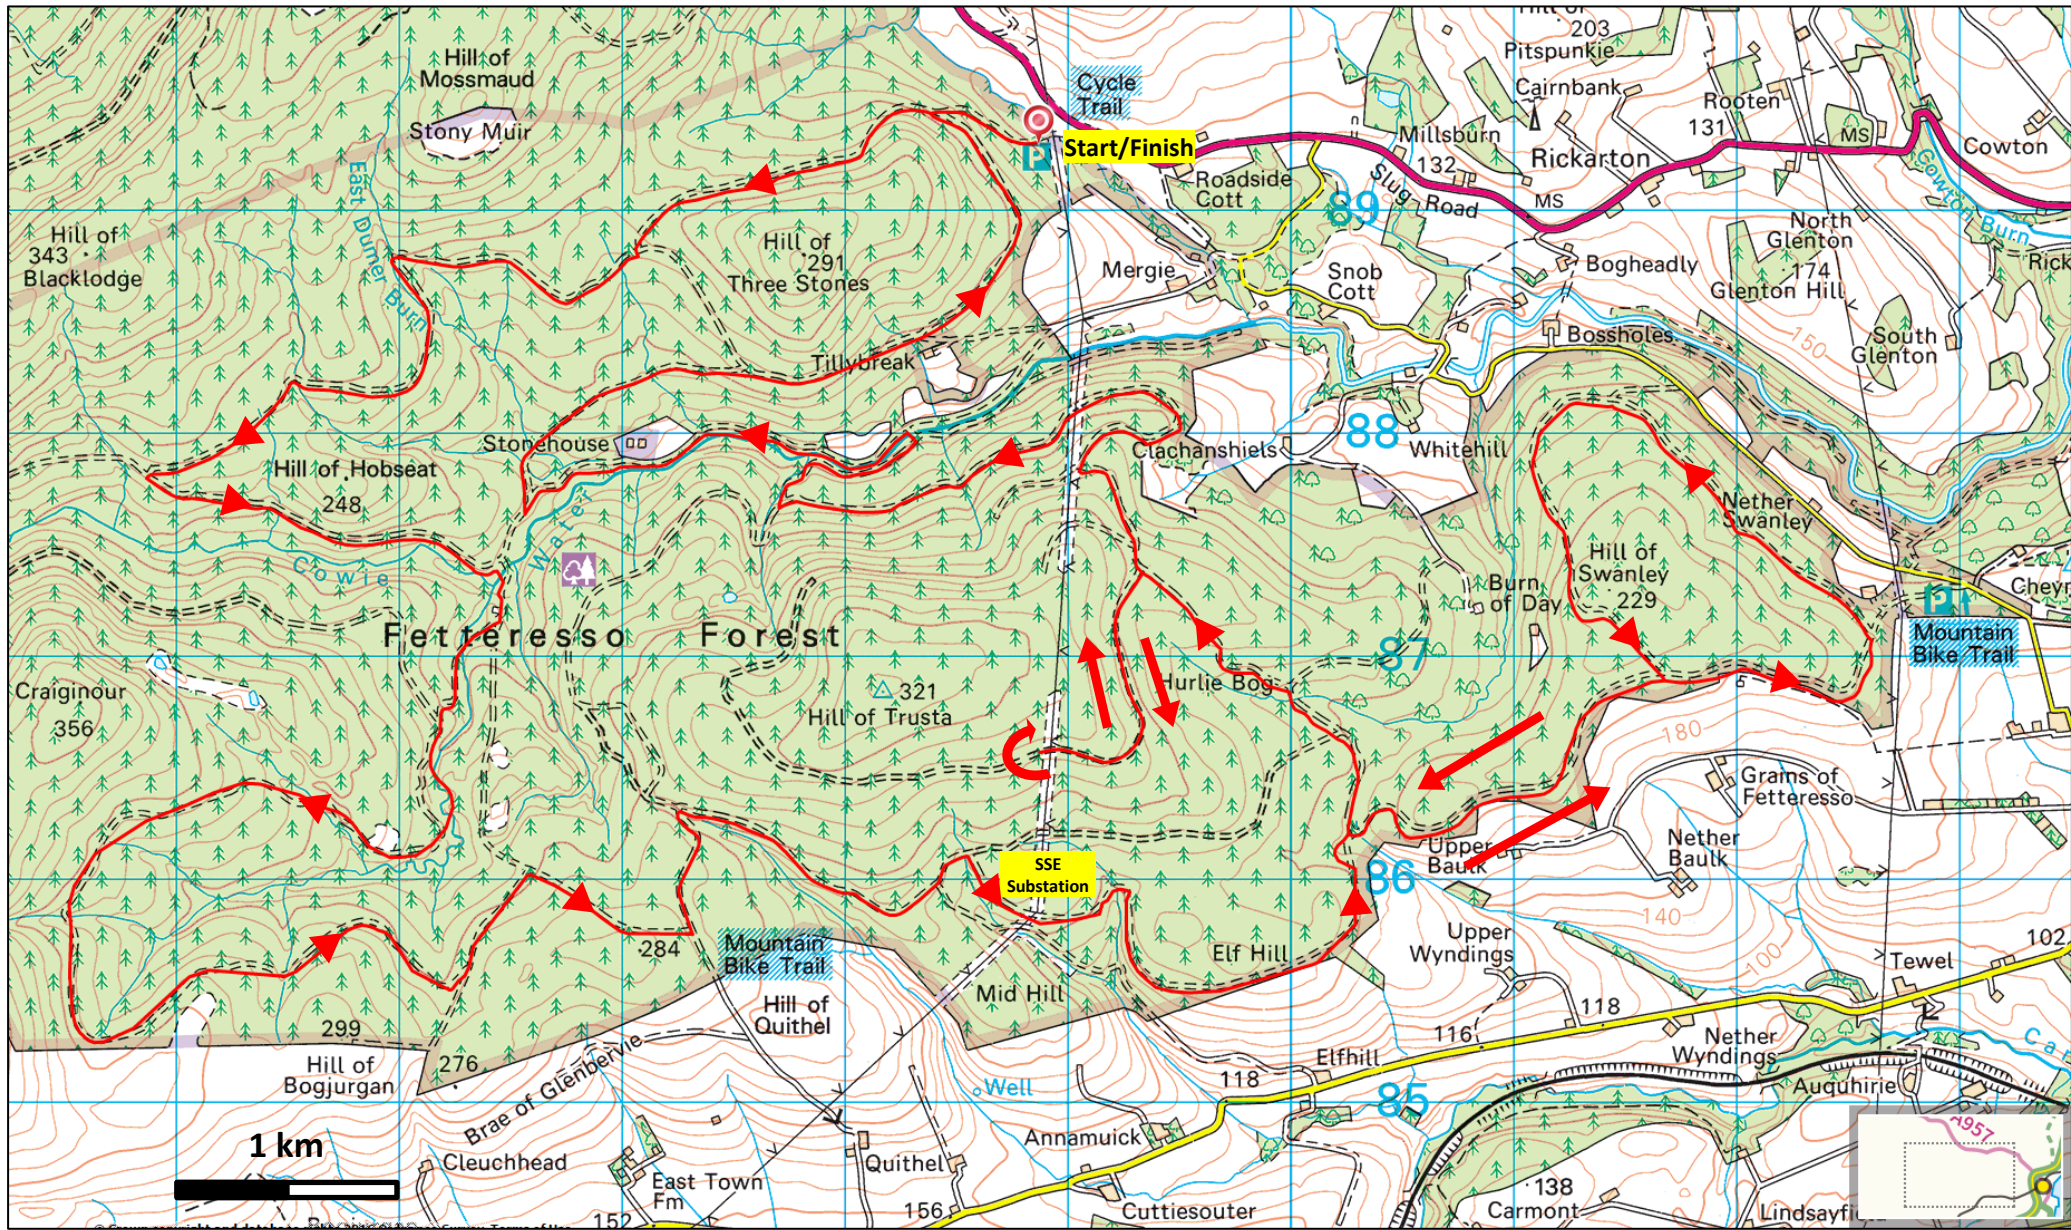 Hill of
203
Pitspunkie
Hill of
Mossmaud
Cycle
Trail
Cairnbank
Rooten
131
MS
Cowton
Stony Muir
Start/Finish
P
Millsburn
132
Rickarton
Roadside
Cott
Slug Road
MS
89
East Dumer Burn
Cowton Burn
North
Glenton
Hill of
343
Blacklodge
Hill of
291
Three Stones
Mergie
Snob
Cott
Bogheadly
174
Glenton Hill
Rick
Bossholes
150
South
Glenton
Tillybreak
Stonehouse
88
Clachanshiels
Whitehill
Hill of Hobseat
248
Nether
Swanley
Water
Cowie
Hill of
Swanley
229
Burn
of Day
Cheyn
P
Fetteresso Forest
Mountain
Bike Trail
87
Hurlie Bog
Craiginour
356
321
Hill of Trusta
180
Grains of
Fetteresso
Upper
Baulk
Nether
Baulk
SSE
Substation
86
140
Upper
Wyndings
284
Mountain
Bike Trail
Elf Hill
100
Tewel
102
Mid Hill
Hill of
Quithel
299
118
116
Nether
Wyndings
Ca
Hill of
Bogjurgan
276
Brae of Glenbervie
Well
Elfhill
118
85
Auquhirie
1 km
Annamuick
A957
Cleuchhead
Quithel
East Town
Fm
138
Carmont
152
156
Cuttiesouter
Lindsayfi